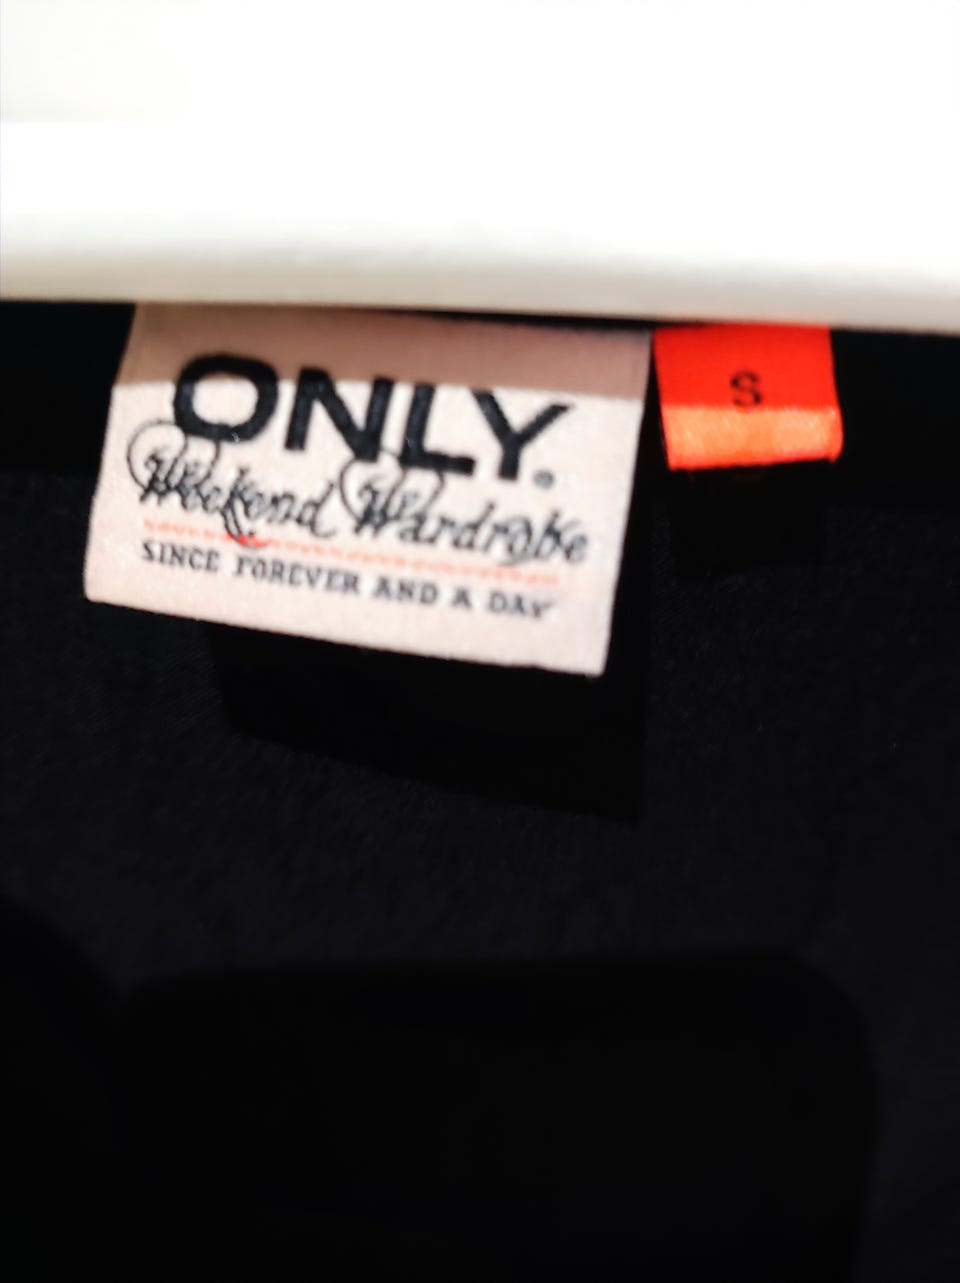 ONLY.
Weekend Wardrobe
SINCE FOREVER AND A DAY
S